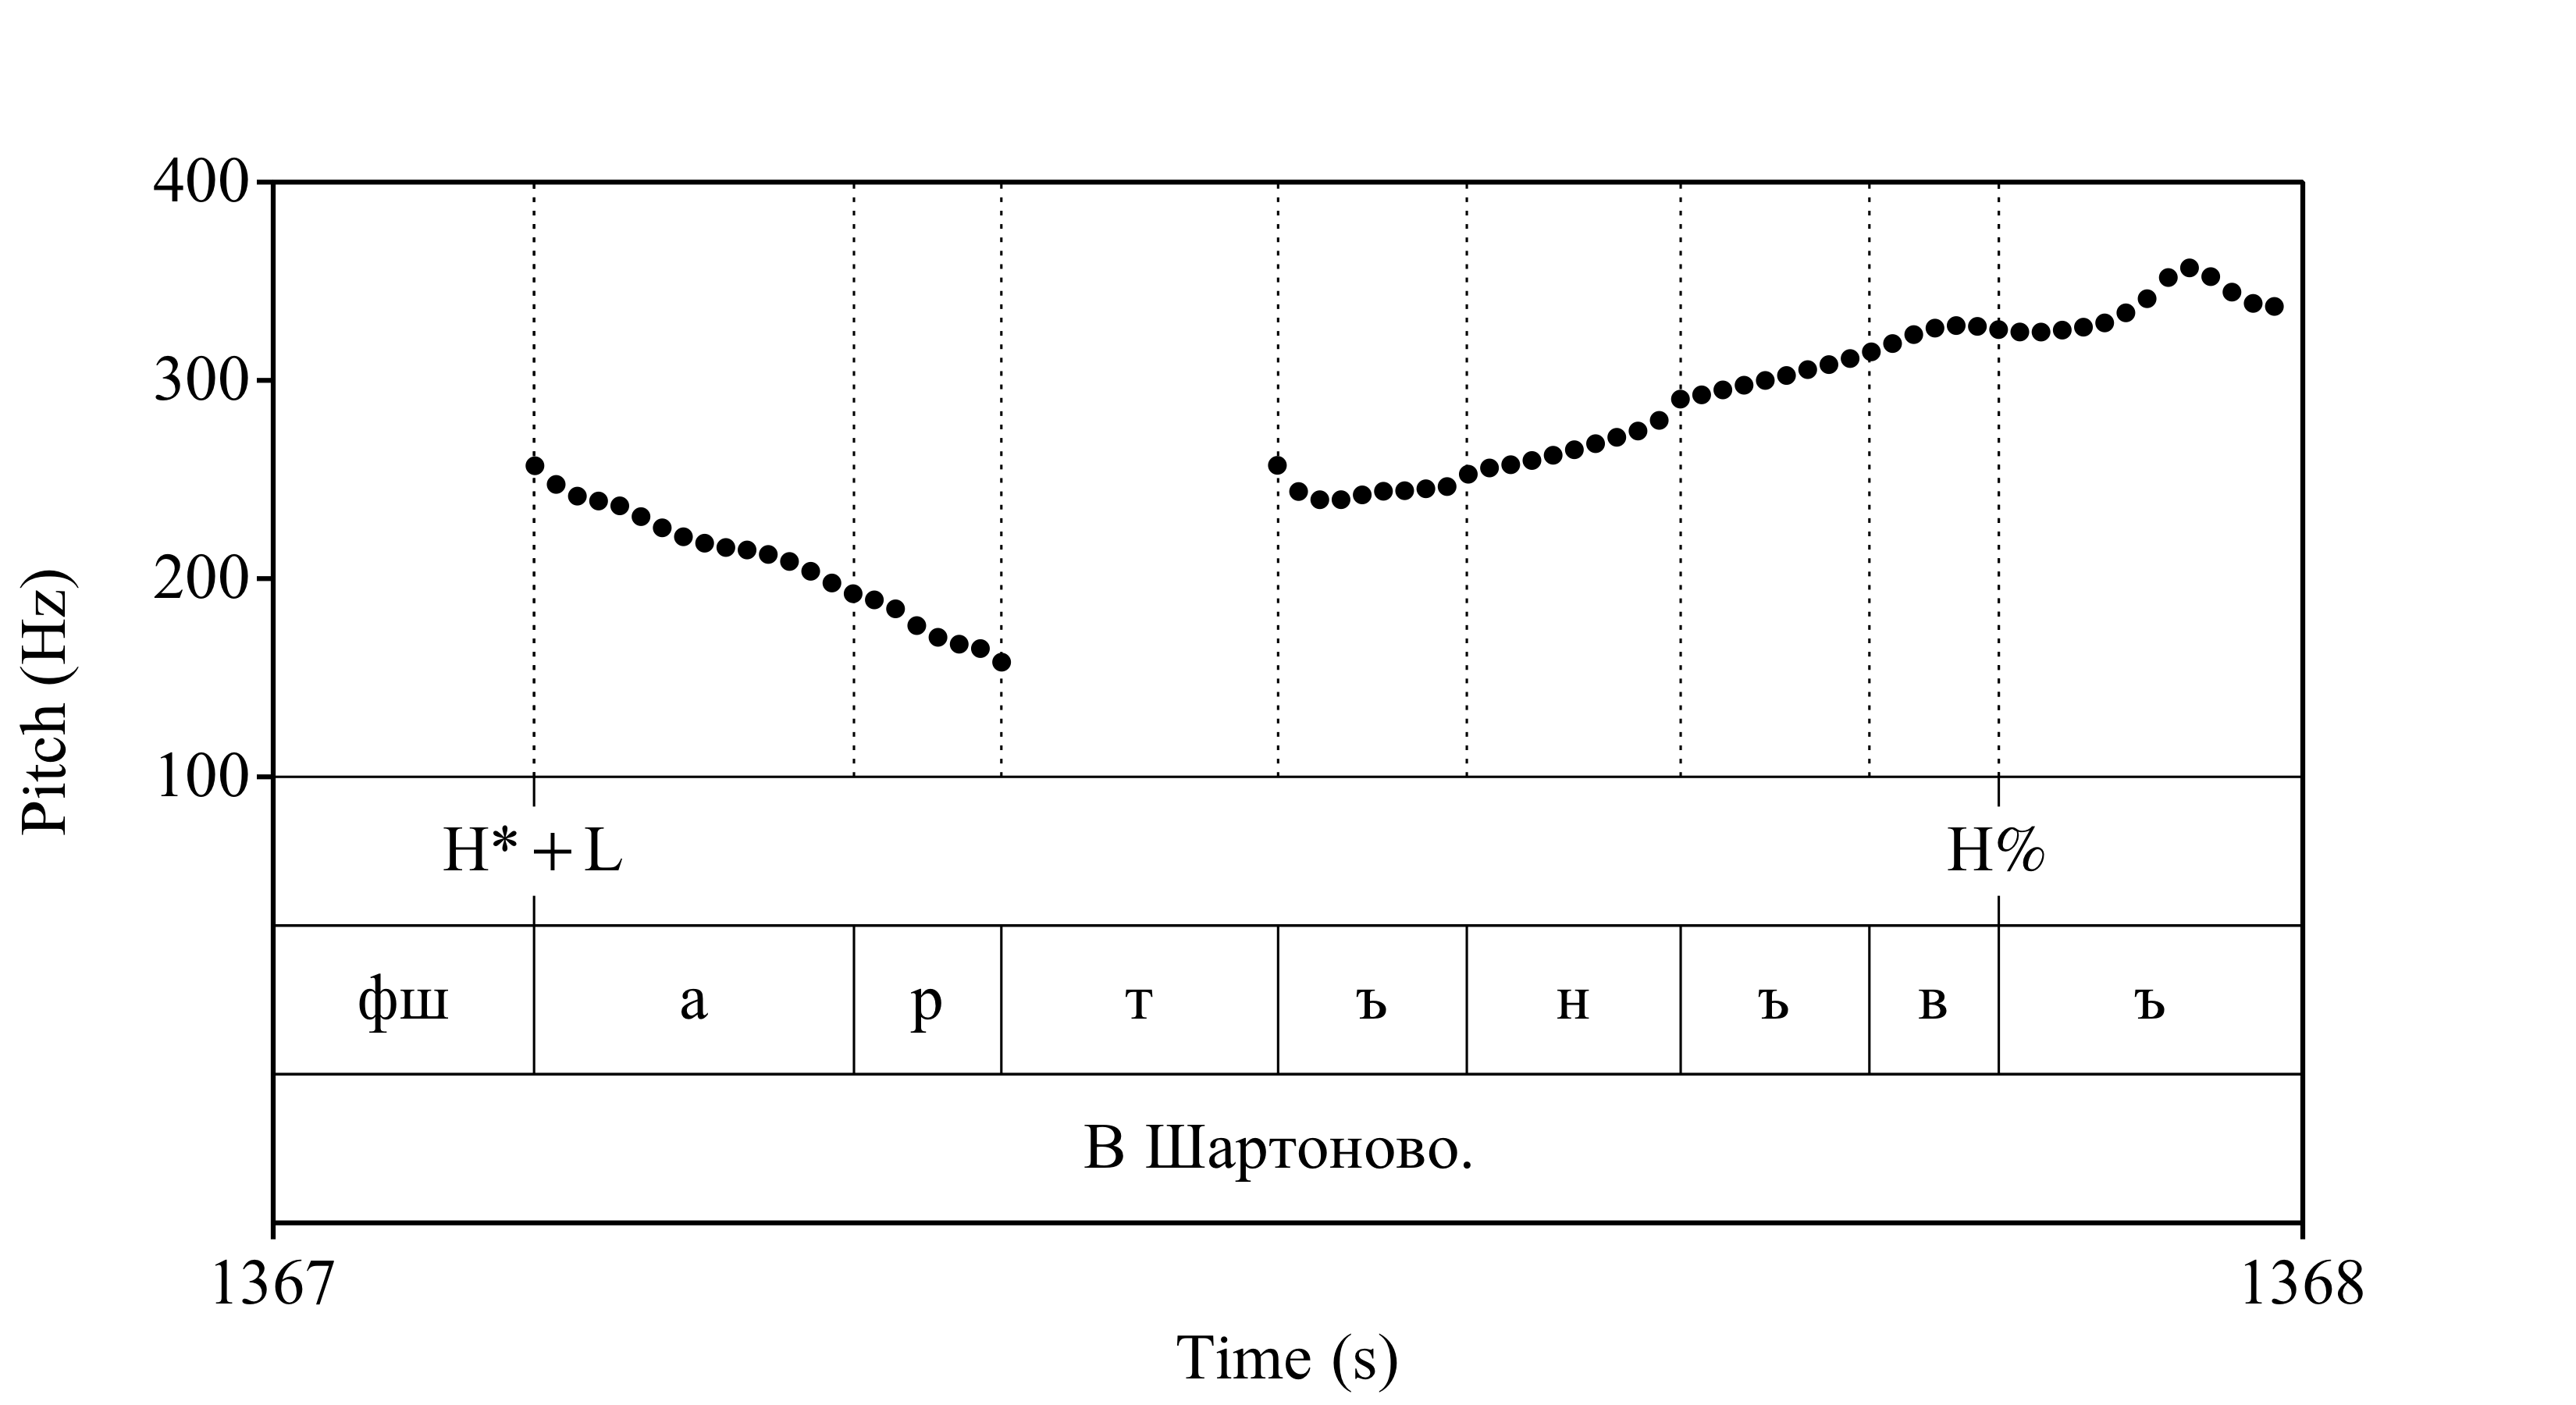 400
300
200
100
Pitch (Hz)
H*+L H%
фш а р т ъ н ъ в ъ
В Шартоново.
1367 1368
Time (s)